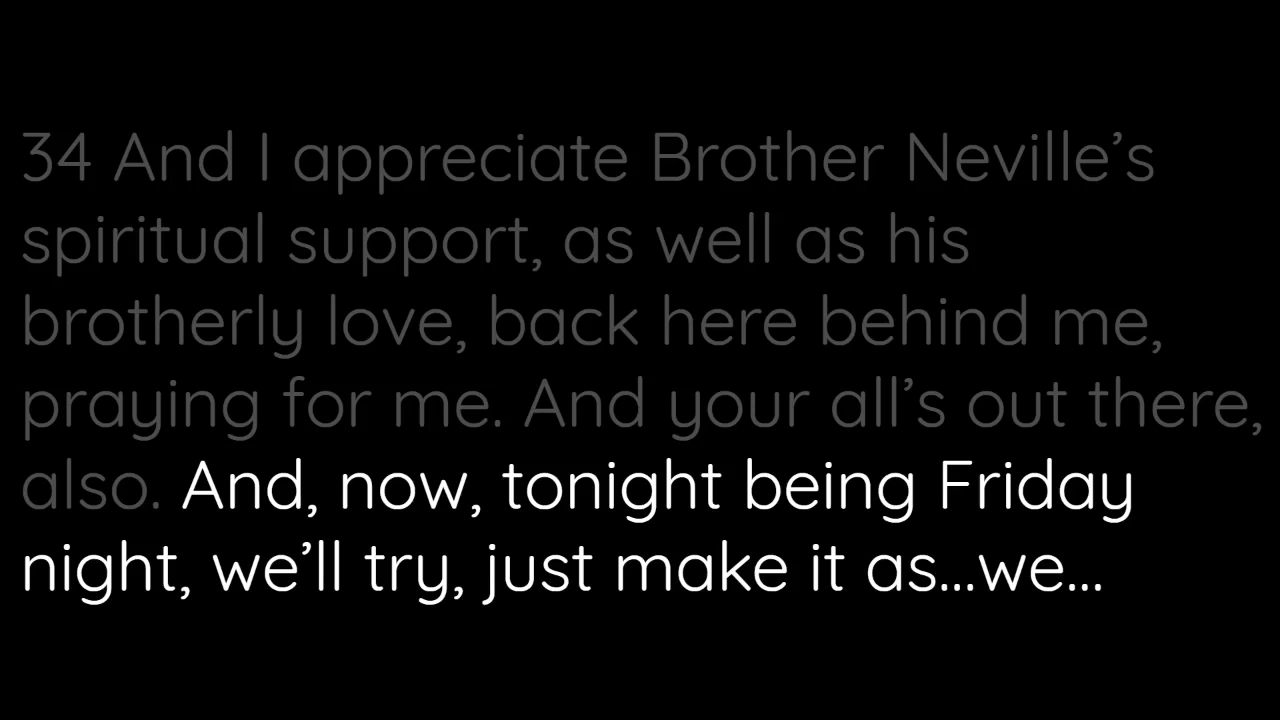 34 And I appreciate Brother Neville’s
spiritual support, as well as his
brotherly love, back here behind me,
praying for me. And your all’s out there,
also. And, now, tonight being Friday
night, we’ll try, just make it as...we...